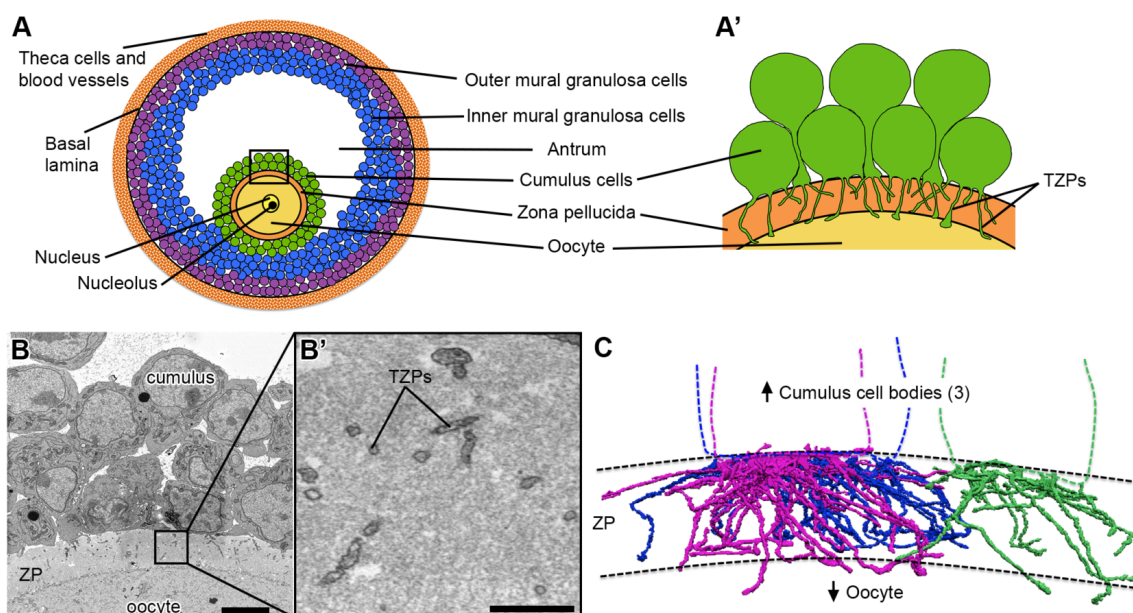 A
Theca cells and
blood vessels
Basal
lamina
Nucleus
Nucleolus
Outer mural granulosa cells
Inner mural granulosa cells
Antrum
Cumulus cells
Zona pellucida
Oocyte
A'
TZPs
B
cumulus
ZP
oocyte
B'
TZPs
C
Cumulus cell bodies (3)
ZP
Oocyte